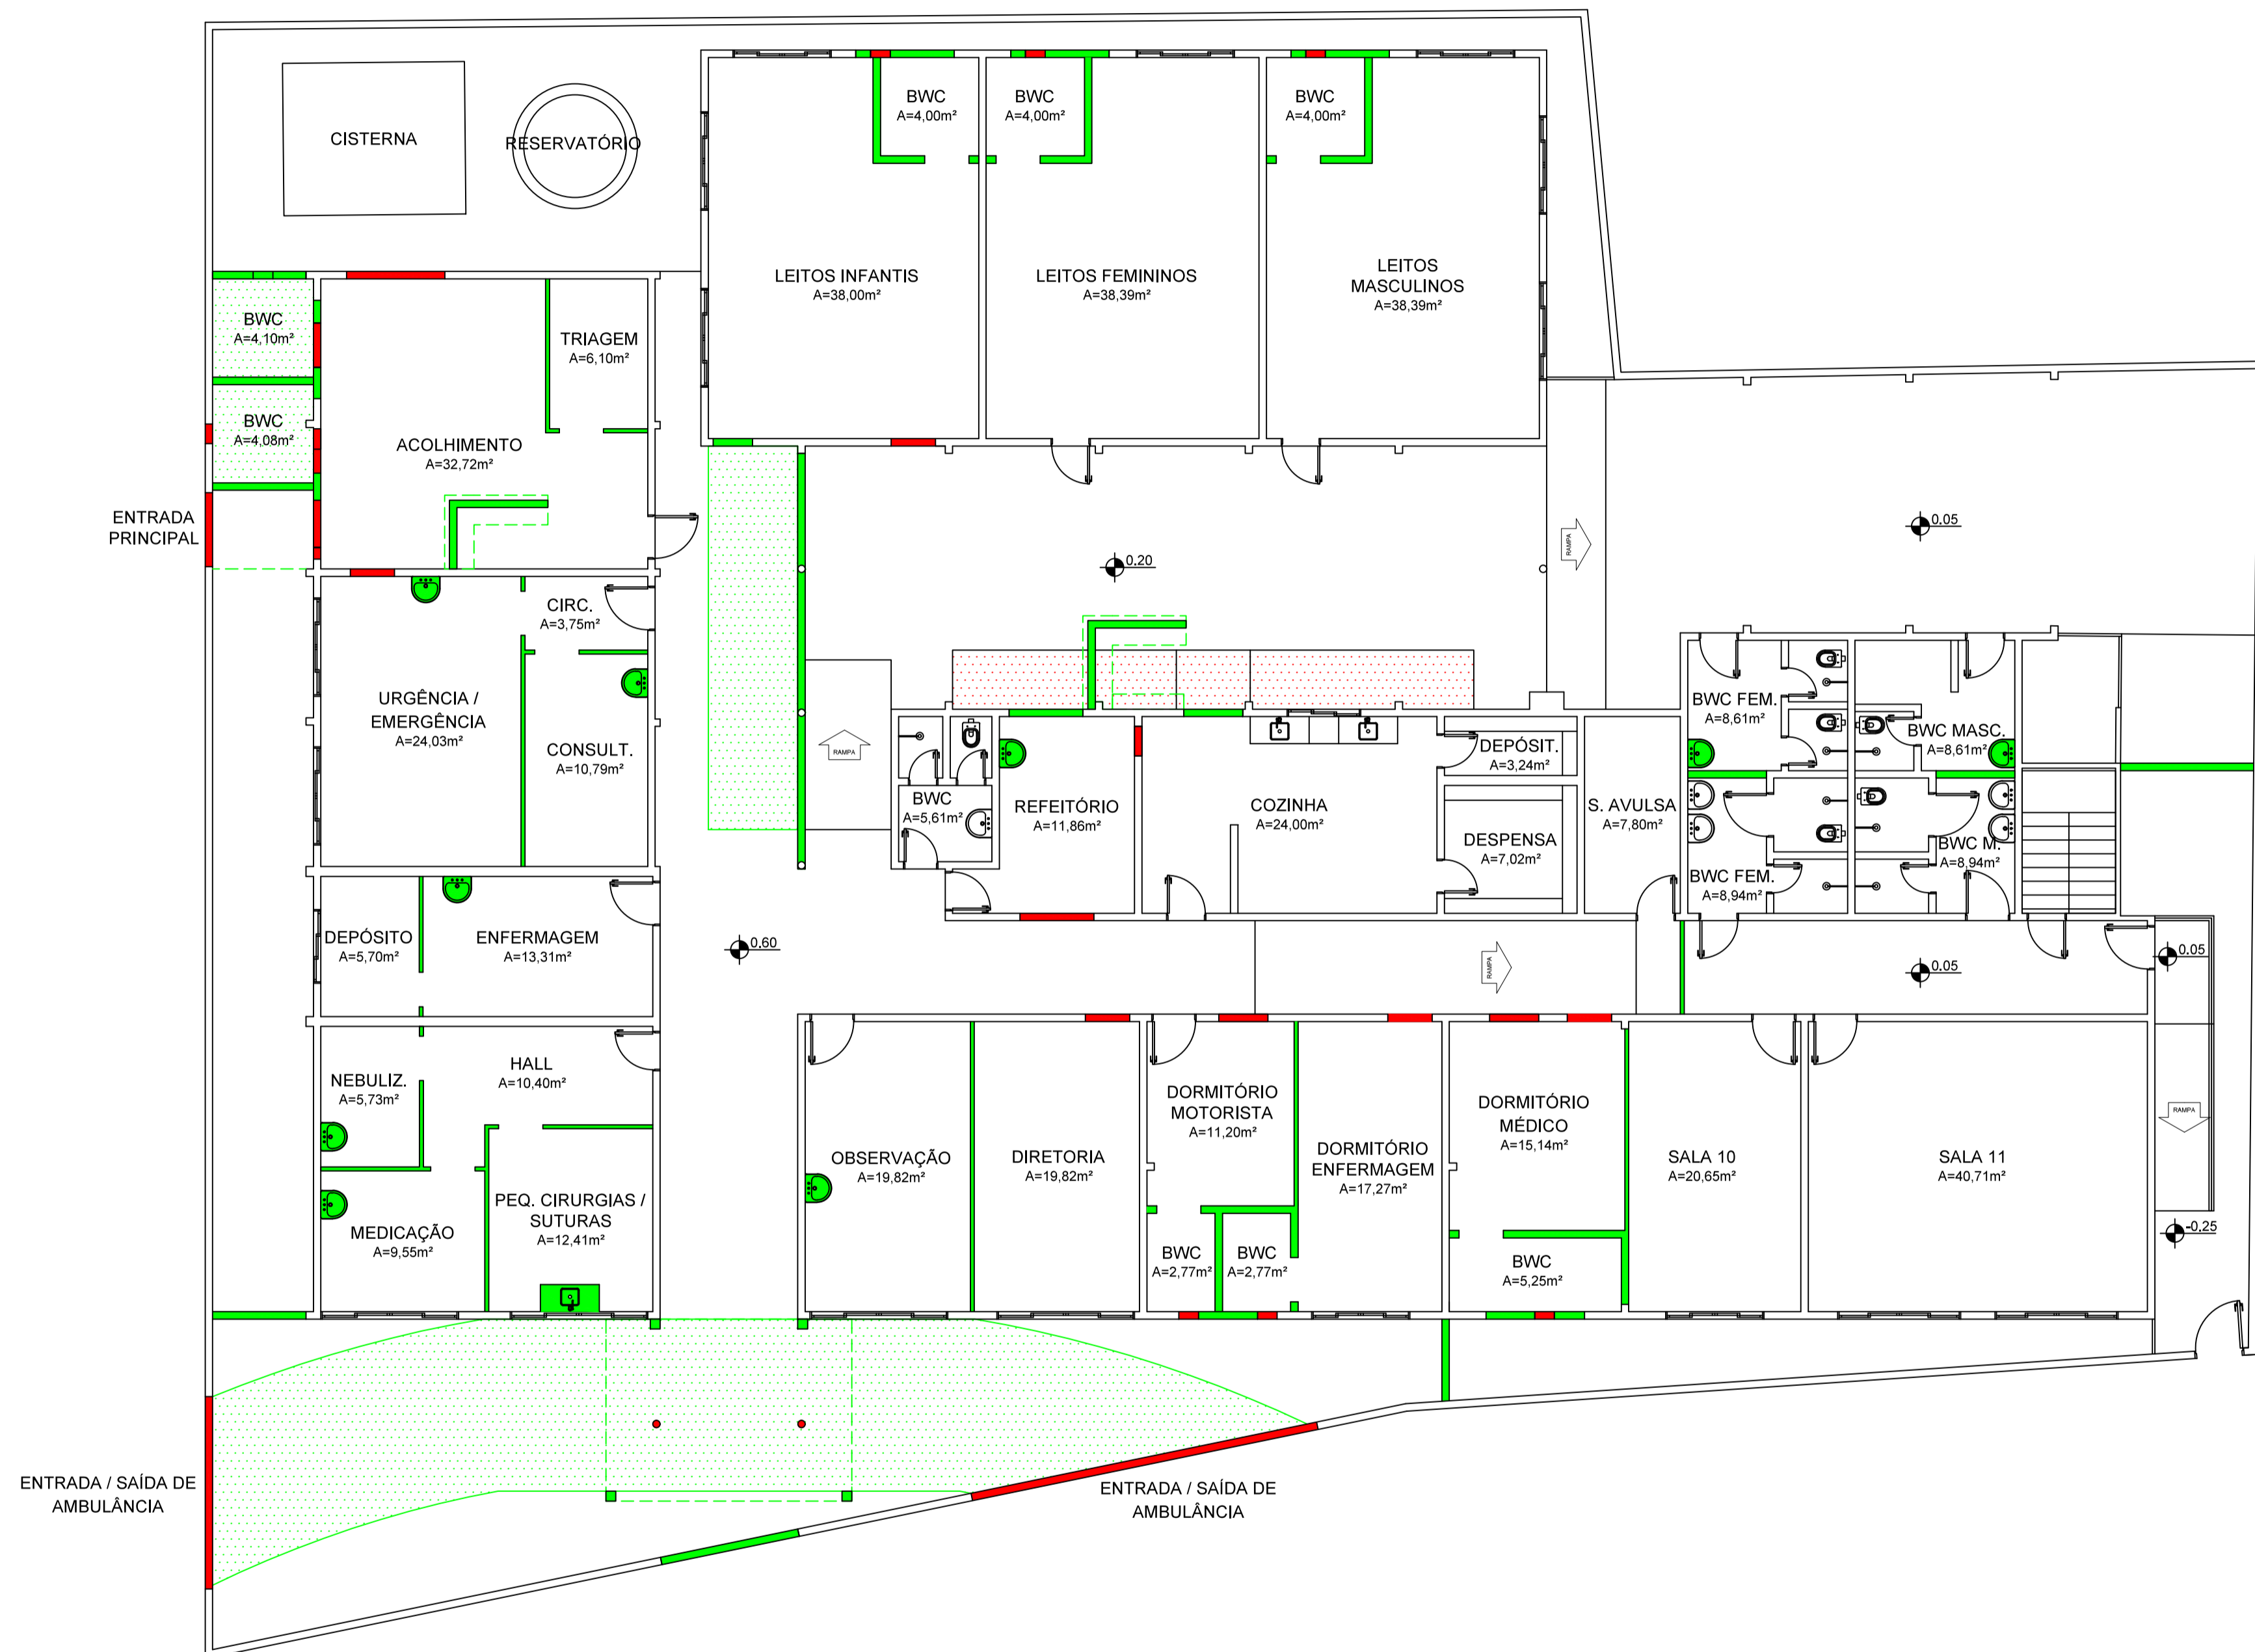 CISTERNA
RESERVATÓRIO
BWC
A=4,00m²
BWC
A=4,00m²
BWC
A=4,00m²
LEITOS INFANTIS
A=38,00m²
LEITOS FEMININOS
A=38,39m²
LEITOS
MASCULINOS
A=38,39m²
BWC
A=4,10m²
BWC
A=4,08m²
TRIAGEM
A=6,10m²
ACOLHIMENTO
A=32,72m²
ENTRADA
PRINCIPAL
0.20
RAMPA
0.05
CIRC.
A=3,75m²
URGÊNCIA /
EMERGÊNCIA
A=24,03m²
CONSULT.
A=10,79m²
RAMPA
BWC
A=5,61m²
REFEITÓRIO
A=11,86m²
COZINHA
A=24,00m²
DEPÓSIT.
A=3,24m²
DESPENSA
A=7,02m²
S. AVULSA
A=7,80m²
BWC FEM.
A=8,61m²
BWC MASC.
A=8,61m²
BWC FEM.
A=8,94m²
BWC M.
A=8,94m²
DEPÓSITO
A=5,70m²
ENFERMAGEM
A=13,31m²
0.60
RAMPA
0.05
0.05
HALL
A=10,40m²
NEBULIZ.
A=5,73m²
MEDICAÇÃO
A=9,55m²
PEQ. CIRURGIAS /
SUTURAS
A=12,41m²
OBSERVAÇÃO
A=19,82m²
DIRETORIA
A=19,82m²
DORMITÓRIO
MOTORISTA
A=11,20m²
DORMITÓRIO
ENFERMAGEM
A=17,27m²
DORMITÓRIO
MÉDICO
A=15,14m²
SALA 10
A=20,65m²
SALA 11
A=40,71m²
RAMPA
-0.25
BWC
A=2,77m²
BWC
A=2,77m²
BWC
A=5,25m²
ENTRADA / SAÍDA DE
AMBULÂNCIA
ENTRADA / SAÍDA DE
AMBULÂNCIA